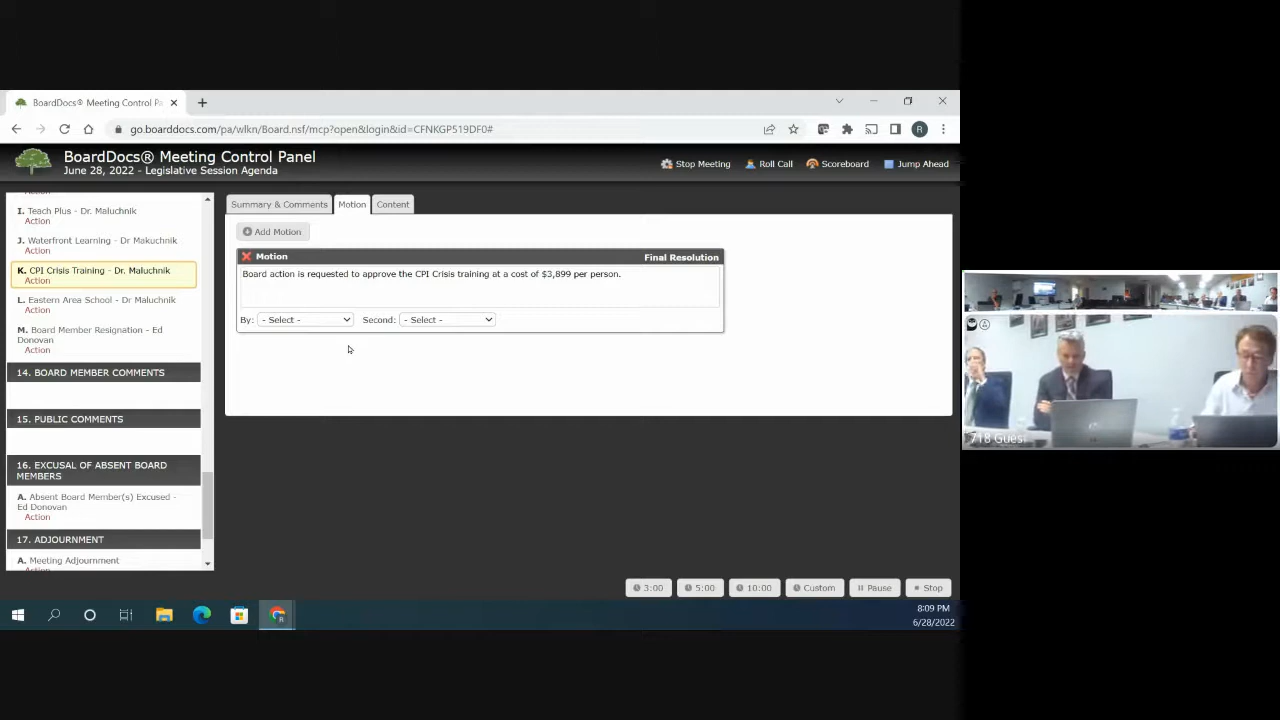 BoardDocs® Meeting Control Pa
go.boarddocs.com/pa/wlkn/Board.nsf/mcp?open&login&id=CFNKGP519DF0#
R
BoardDocs® Meeting Control Panel
June 28, 2022 - Legislative Session Agenda
Stop Meeting
Roll Call
Scoreboard
Jump Ahead
I. Teach Plus - Dr. Maluchnik
Action
J. Waterfront Learning - Dr Makuchnik
Action
K. CPI Crisis Training - Dr. Maluchnik
Action
L. Eastern Area School - Dr Maluchnik
Action
M. Board Member Resignation - Ed
Donovan
Action
14. BOARD MEMBER COMMENTS
15. PUBLIC COMMENTS
16. EXCUSAL OF ABSENT BOARD
MEMBERS
A. Absent Board Member(s) Excused -
Ed Donovan
Action
17. ADJOURNMENT
A. Meeting Adjournment
Summary & Comments
Motion
Content
Add Motion
Motion
Final Resolution
Board action is requested to approve the CPI Crisis training at a cost of $3,899 per person.
By: - Select -
Second: - Select -
718 Guest
3:00
5:00
10:00
Custom
Pause
Stop
8:09 PM
6/28/2022